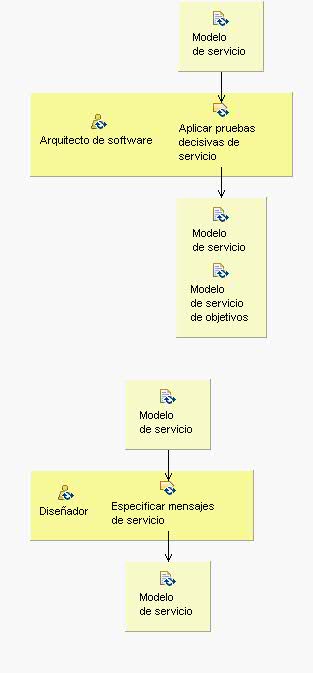 Modelo
de servicio
Arquitecto de software
Aplicar pruebas
decisivas de
servicio
Modelo
de servicio
Modelo
de servicio
de objetivos
Modelo
de servicio
Diseñador
Especificar mensajes
de servicio
Modelo
de servicio